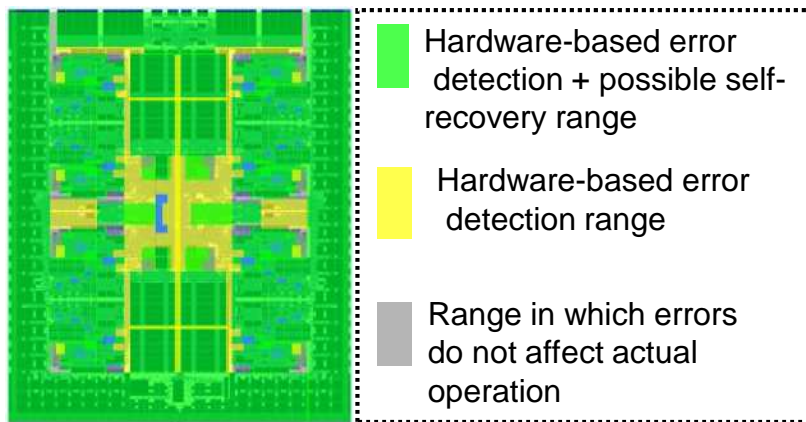 Hardware-based error
detection + possible self-
recovery range
Hardware-based error
detection range
Range in which errors
do not affect actual
operation